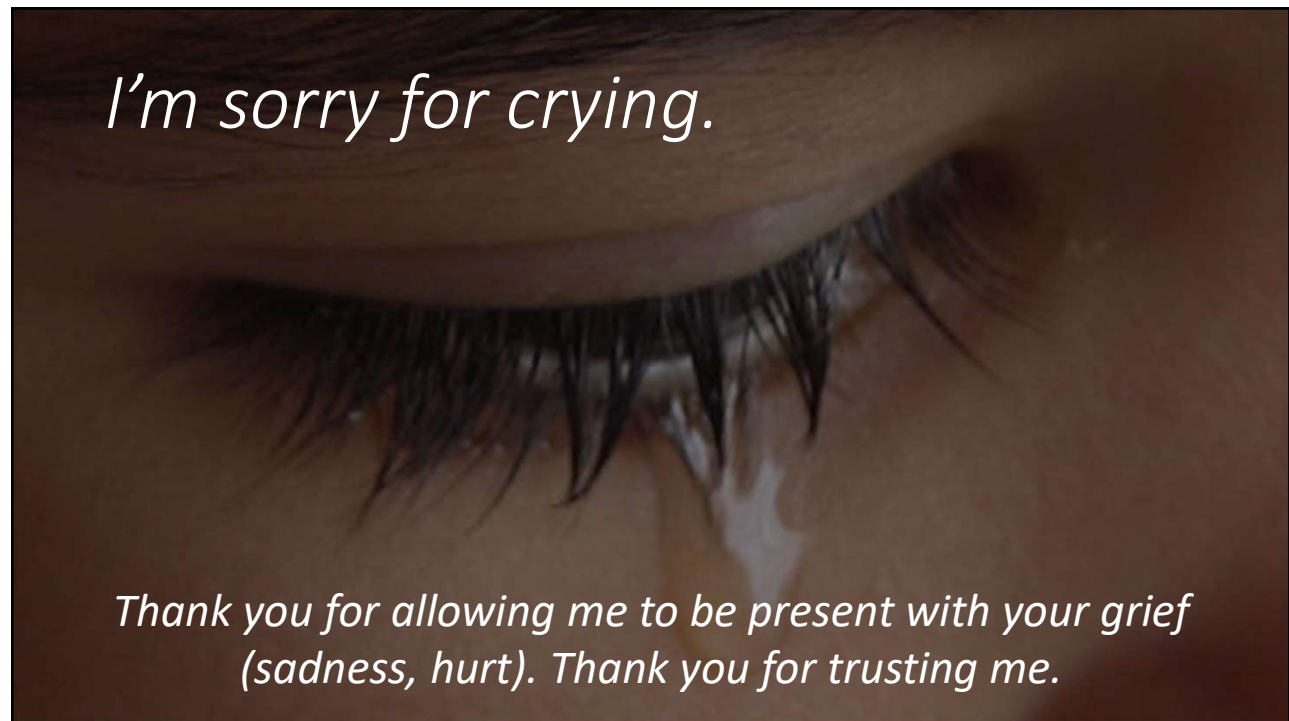 I’m sorry for crying.
Thank you for allowing me to be present with your grief
(sadness, hurt). Thank you for trusting me.